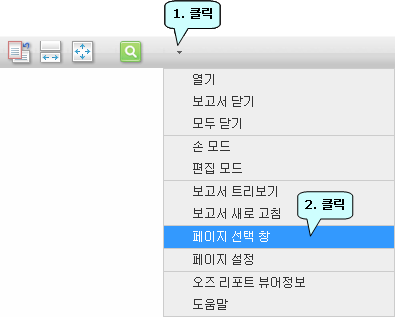 1. 클릭
열기
보고서 닫기
모두 닫기
손 모드
편집 모드
보고서 트리보기
보고서 새로 고침
2. 클릭
페이지 선택 창
페이지 설정
오즈 리포트 뷰어정보
도움말